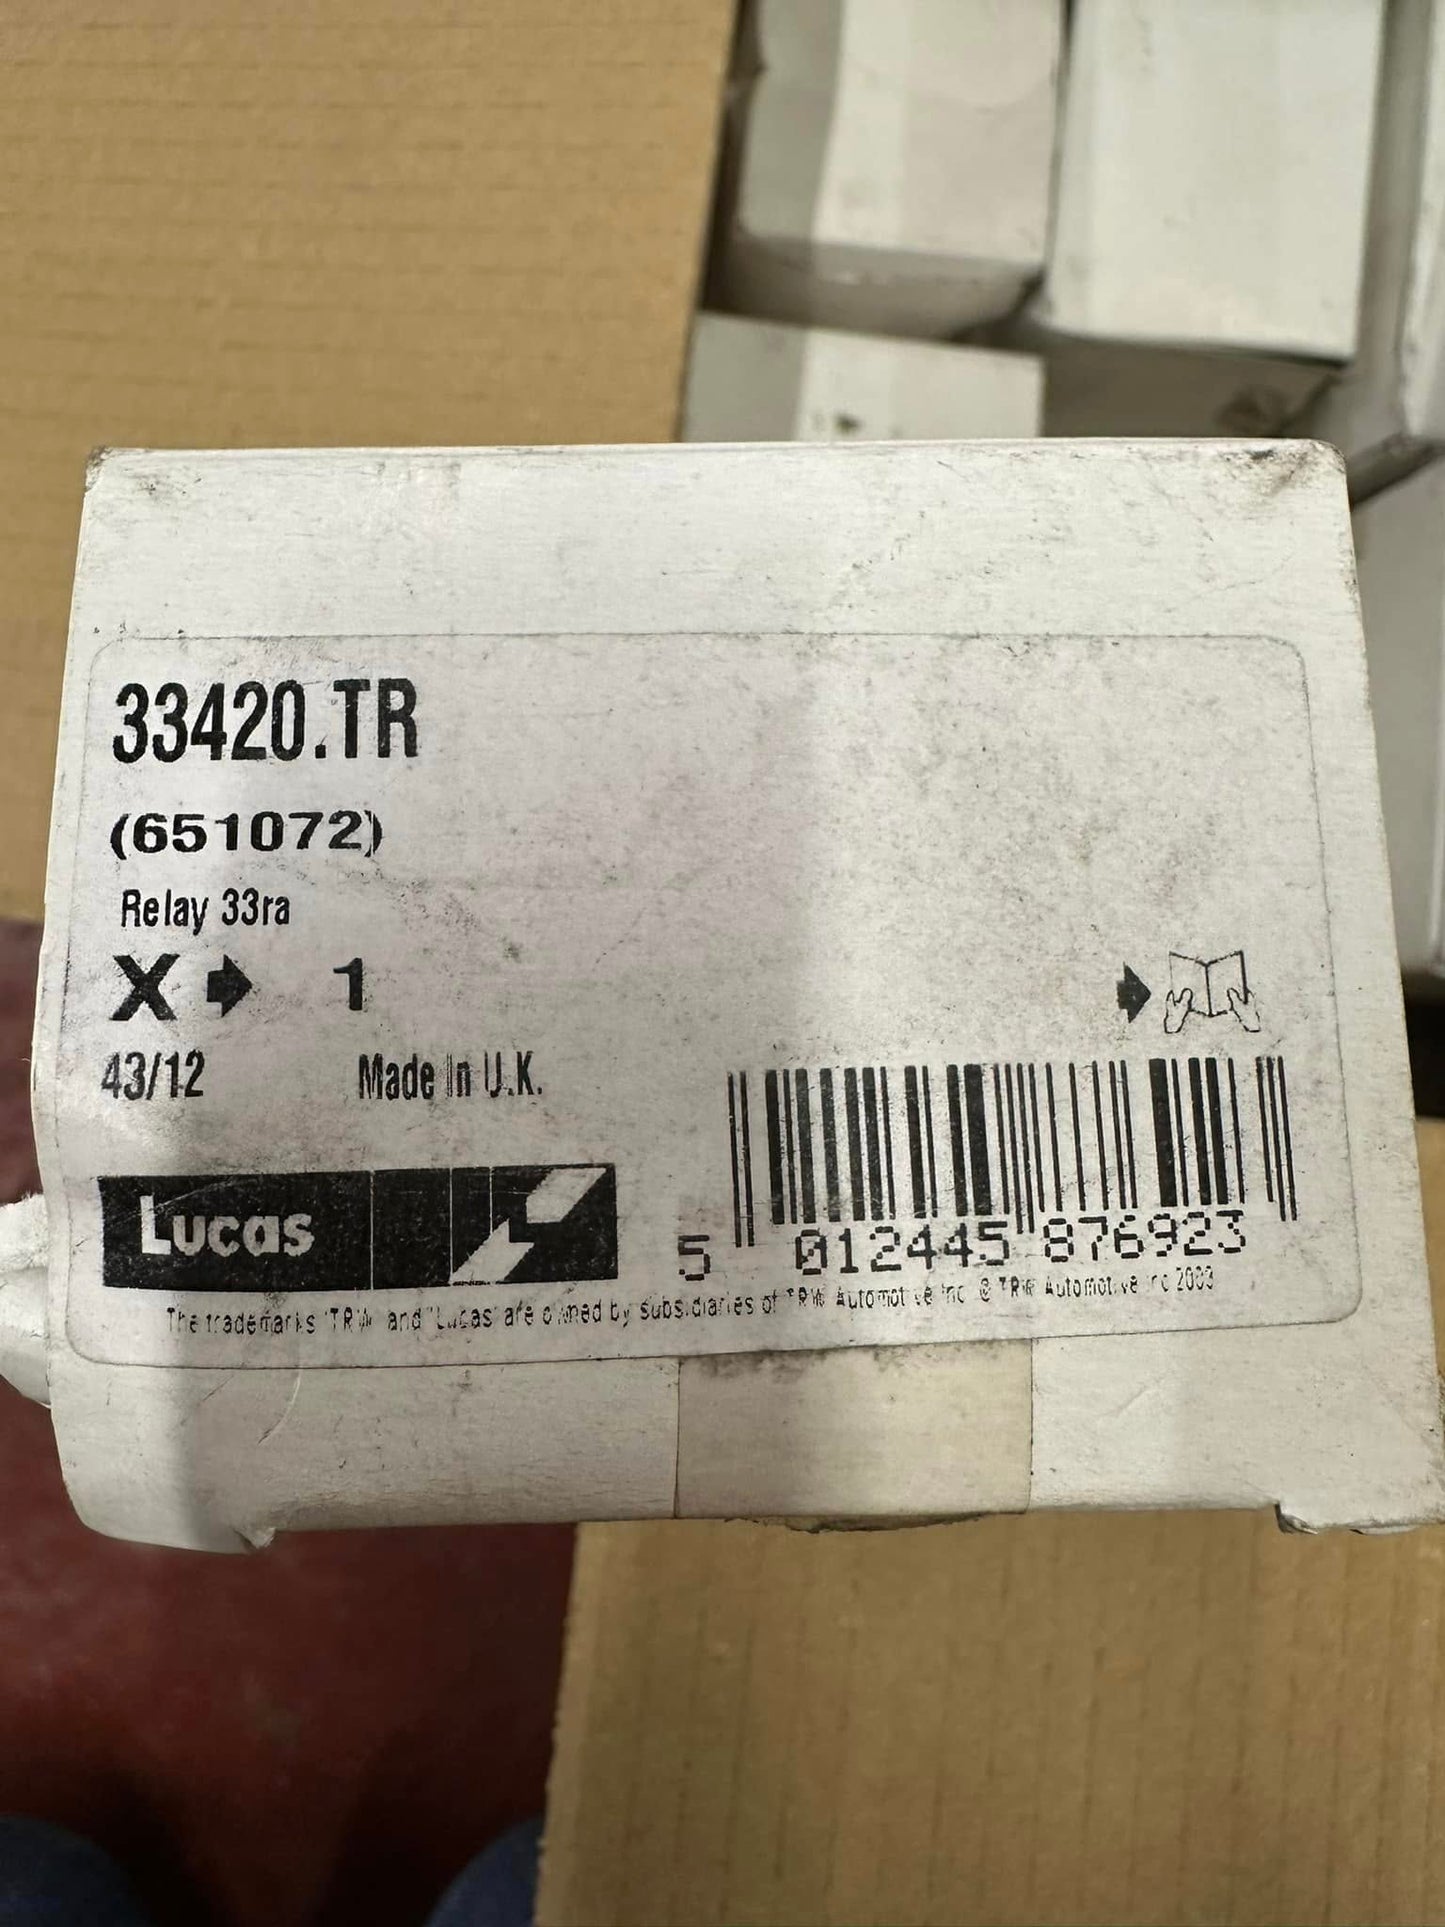 33420.TR
(651072)
Relay 33ra
X 1
43/12 Made In U.K.
Lucas
5 012445 876923
The trademarks 'TRW' and 'Lucas' are owned by subsidiaries of TRW Automotive Inc. © TRW Automotive Inc 2003